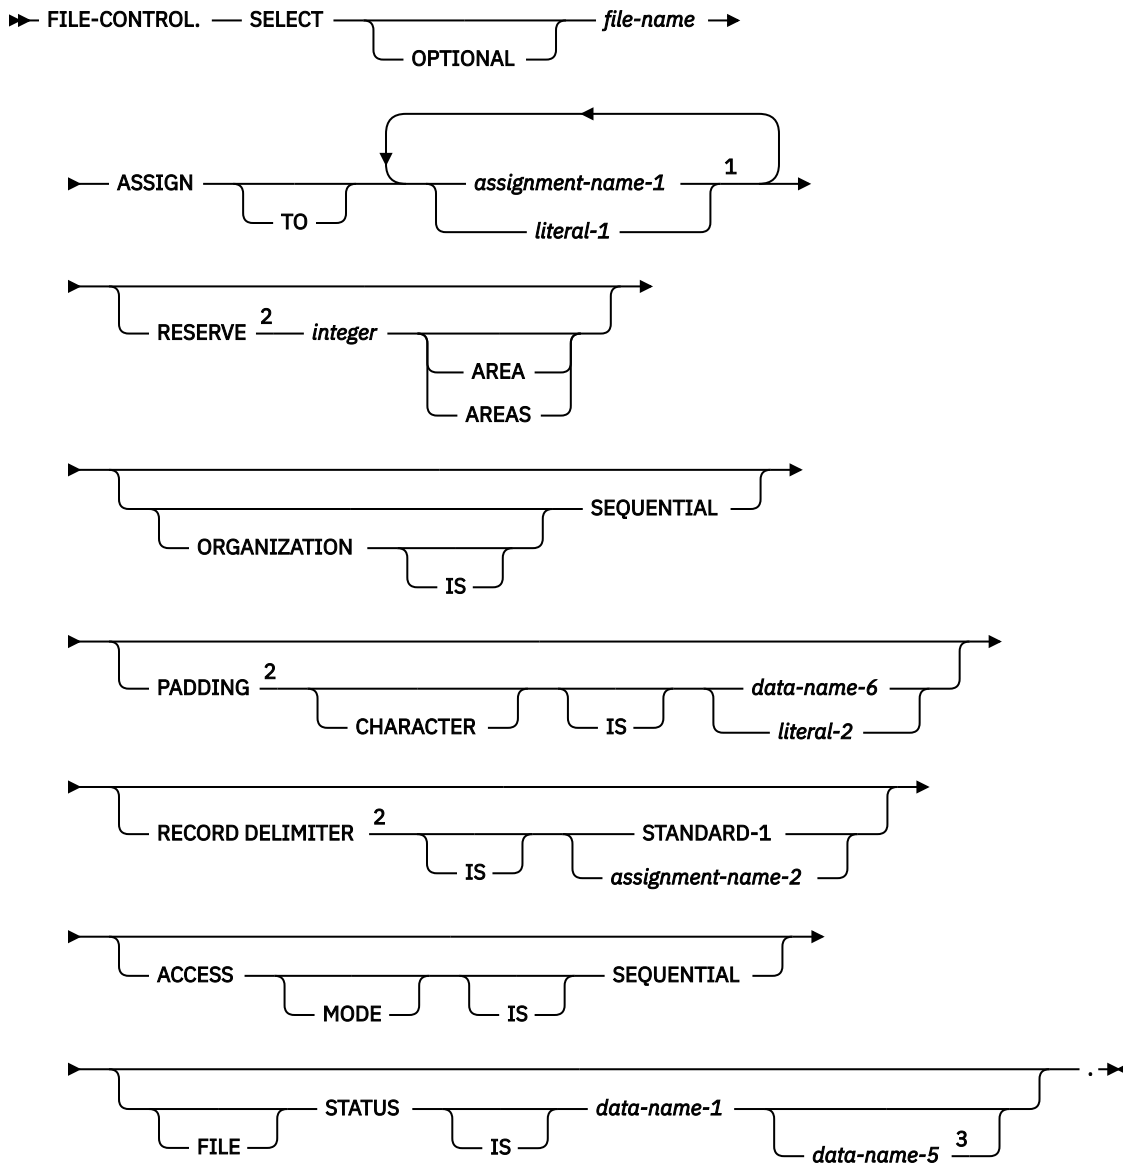 FILE-CONTROL. SELECT file-name
OPTIONAL
ASSIGN assignment-name-1 1
TO literal-1
RESERVE 2 integer
AREA
AREAS
SEQUENTIAL
ORGANIZATION
IS
PADDING 2 data-name-6
CHARACTER IS literal-2
RECORD DELIMITER 2 STANDARD-1
IS assignment-name-2
ACCESS SEQUENTIAL
MODE IS
STATUS data-name-1 .
FILE IS data-name-5 3